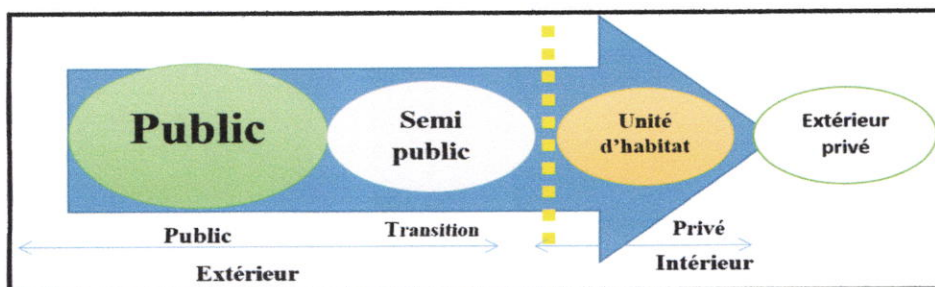 Public
Semi
public
Unité
d'habitat
Extérieur
privé
Public
Transition
Privé
Extérieur
Intérieur